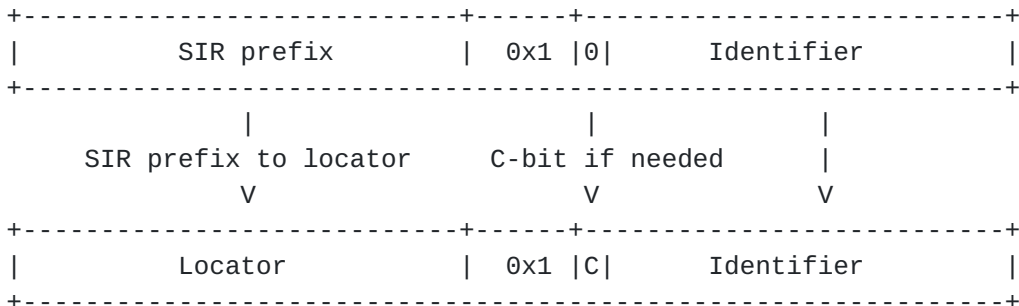 +----------------------------+------+---------------------------+
|          SIR prefix        |  0x1 |0|      Identifier         |
+---------------------------------------------------------------+
               |                     |              |
     SIR prefix to locator     C-bit if needed      |
               V                     V              V
+----------------------------+------+---------------------------+
|          Locator           |  0x1 |C|      Identifier         |
+---------------------------------------------------------------+